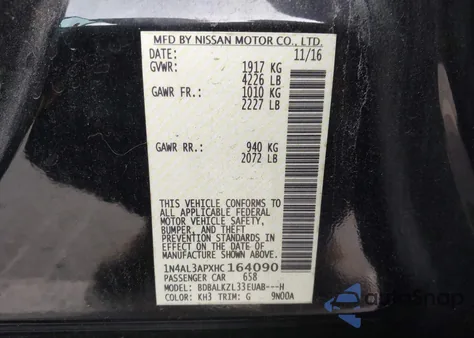 MFD BY NISSAN MOTOR CO., LTD.
DATE: 11/16
GVWR: 1917 KG
4226 LB
GAWR FR.: 1010 KG
2227 LB
GAWR RR.: 940 KG
2072 LB
THIS VEHICLE CONFORMS
TO ALL APPLICABLE FEDERAL
MOTOR VEHICLE SAFETY,
BUMPER, AND THEFT
PREVENTION STANDARDS IN
EFFECT ON THE DATE OF
MANUFACTURE SHOWN ABOVE.
1N4AL3APXHC164090
PASSENGER CAR 658
MODEL: BDBALKZL33EUAB---H
COLOR: KH3 TRIM: G 9N00A
AutoSnap